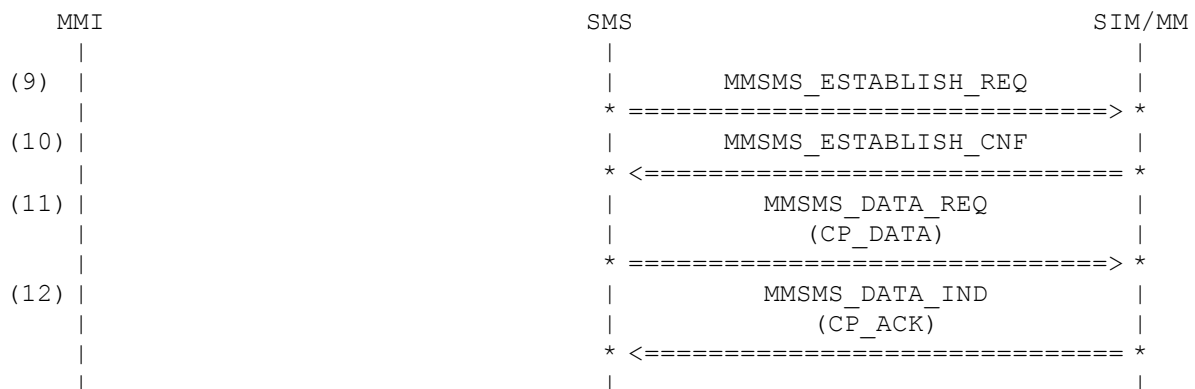 MMI SMS SIM/MM
| | |
(9) | | MMSMS_ESTABLISH_REQ |
| * ==============================> *
(10) | | MMSMS_ESTABLISH_CNF |
| * <============================== *
(11) | | MMSMS_DATA_REQ |
| | (CP_DATA) |
| * ==============================> *
(12) | | MMSMS_DATA_IND |
| | (CP_ACK) |
| * <============================== *
| | |